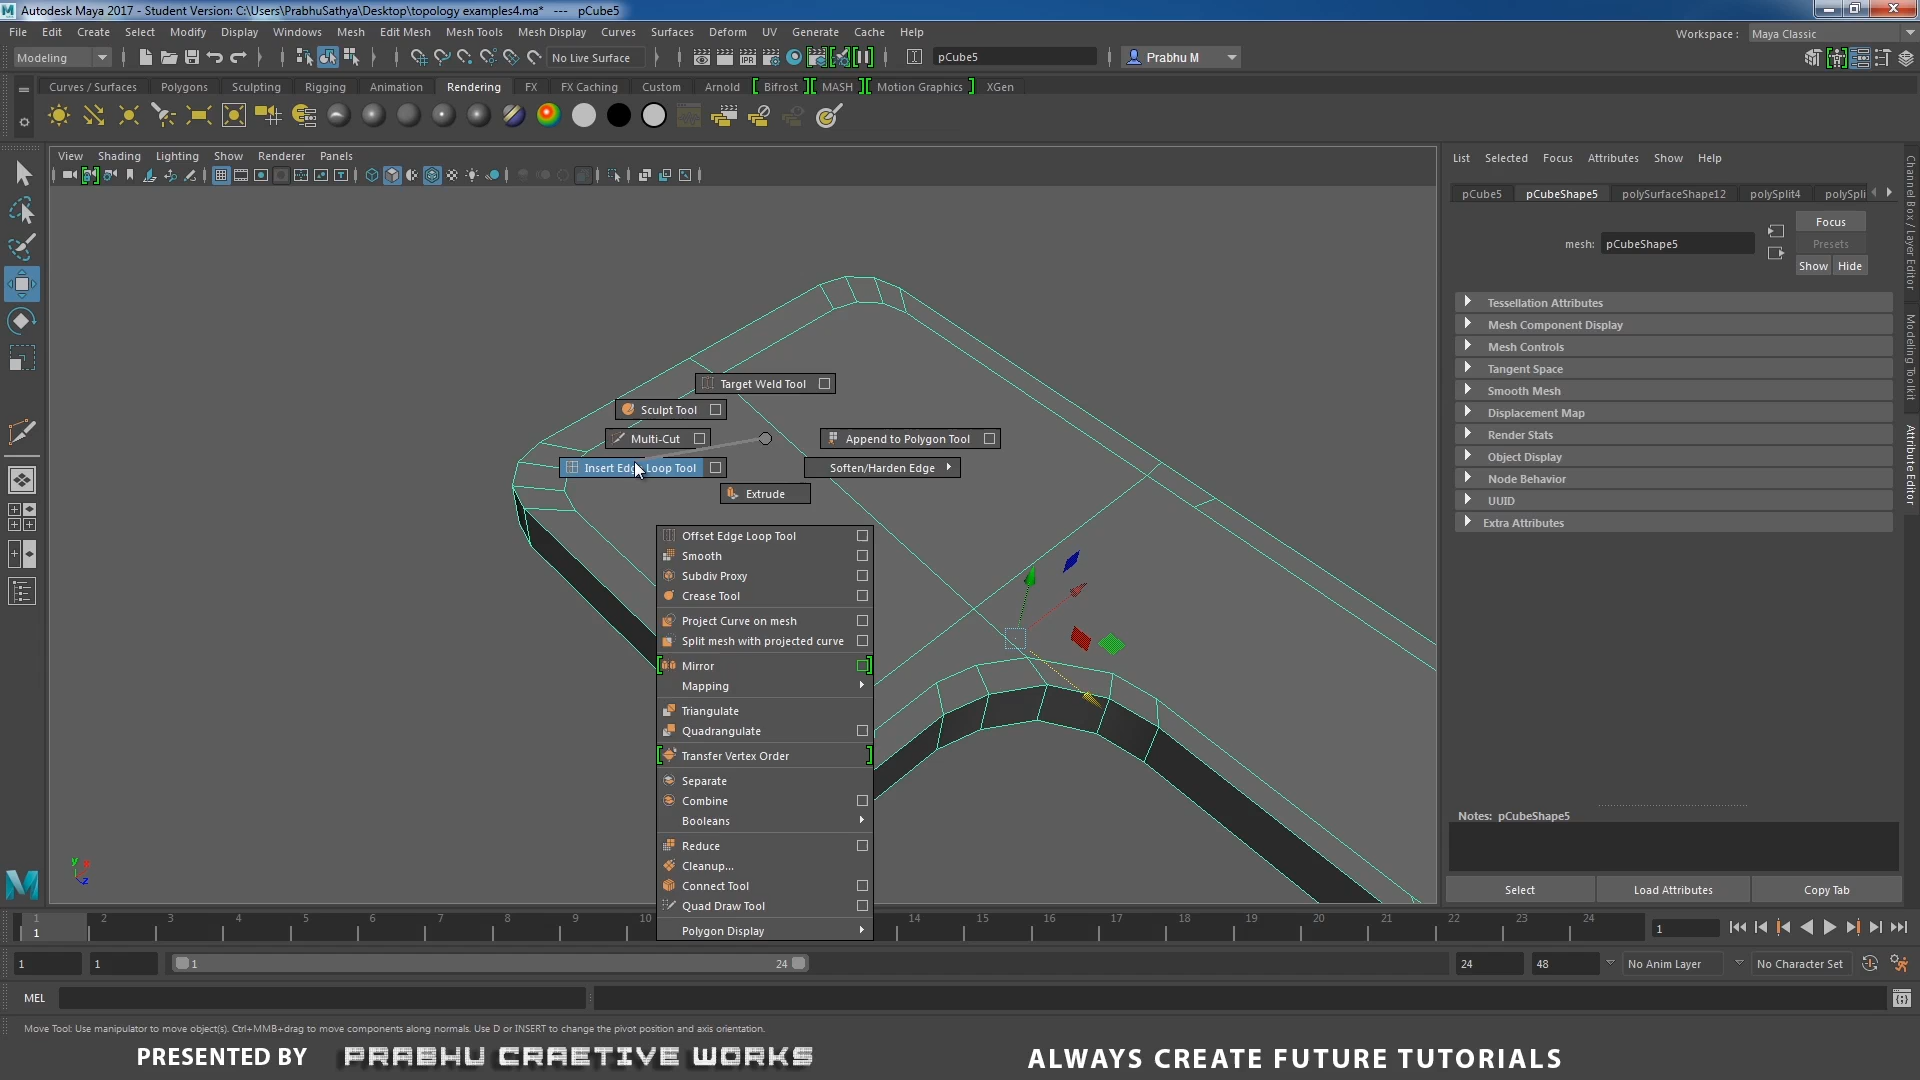 Autodesk Maya 2017 - Student Version: C:\Users\PrabhuSathya\Desktop\topology examples4.ma* --- pCube5
File Edit Create Select Modify Display Windows Mesh Edit Mesh Mesh Tools Mesh Display Curves Surfaces Deform UV Generate Cache Help
Workspace : Maya Classic
Modeling
No Live Surface
pCube5
Prabhu M
Curves / Surfaces Polygons Sculpting Rigging Animation Rendering FX FX Caching Custom Arnold Bifrost MASH Motion Graphics XGen
View Shading Lighting Show Renderer Panels
List Selected Focus Attributes Show Help
pCube5 pCubeShape5 polySurfaceShape12 polySplit4 polySpli
Focus
mesh: pCubeShape5
Presets
Show Hide
Tessellation Attributes
Mesh Component Display
Mesh Controls
Tangent Space
Smooth Mesh
Displacement Map
Render Stats
Object Display
Node Behavior
UUID
Extra Attributes
Channel Box / Layer Editor
Modeling Toolkit
Attribute Editor
Target Weld Tool
Sculpt Tool
Multi-Cut
Append to Polygon Tool
Insert Edge Loop Tool
Soften/Harden Edge
Extrude
Offset Edge Loop Tool
Smooth
Subdiv Proxy
Crease Tool
Project Curve on mesh
Split mesh with projected curve
Mirror
Mapping
Triangulate
Quadrangulate
Transfer Vertex Order
Separate
Combine
Booleans
Reduce
Cleanup...
Connect Tool
Quad Draw Tool
Polygon Display
Notes: pCubeShape5
Select Load Attributes Copy Tab
1 2 3 4 5 6 7 8 9 10 14 15 16 17 18 19 20 21 22 23 24
1
1
1 1 1 24 24 48 No Anim Layer No Character Set
MEL
Move Tool: Use manipulator to move object(s). Ctrl+MMB+drag to move components along normals. Use D or INSERT to change the pivot position and axis orientation.
PRESENTED BY PRABHU CRAETIVE WORKS ALWAYS CREATE FUTURE TUTORIALS